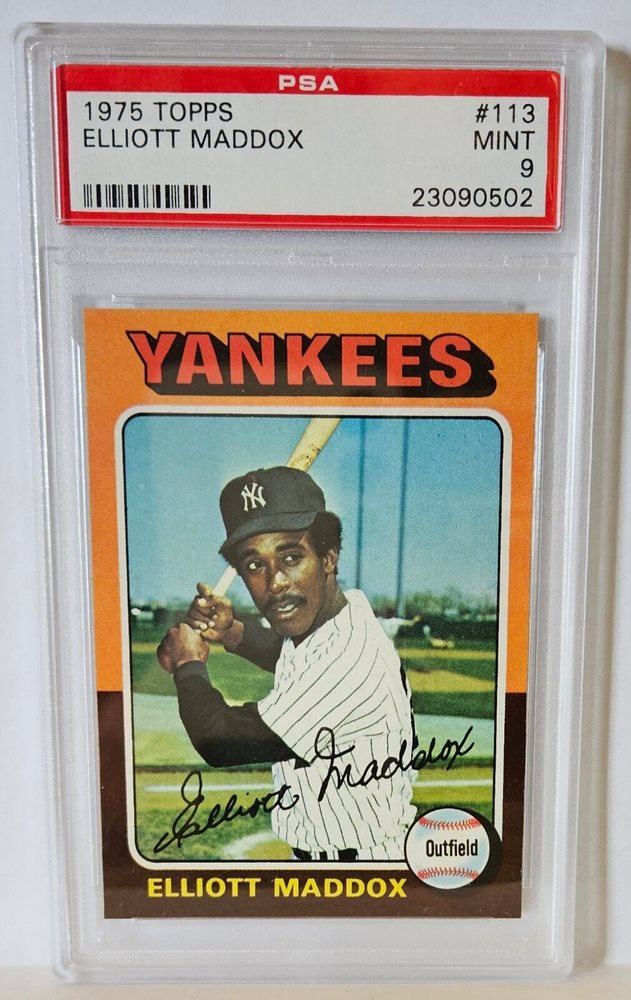 PSA
1975 TOPPS #113
ELLIOTT MADDOX MINT
9
23090502
YANKEES
NY
Elliott Maddox
Outfield
ELLIOTT MADDOX